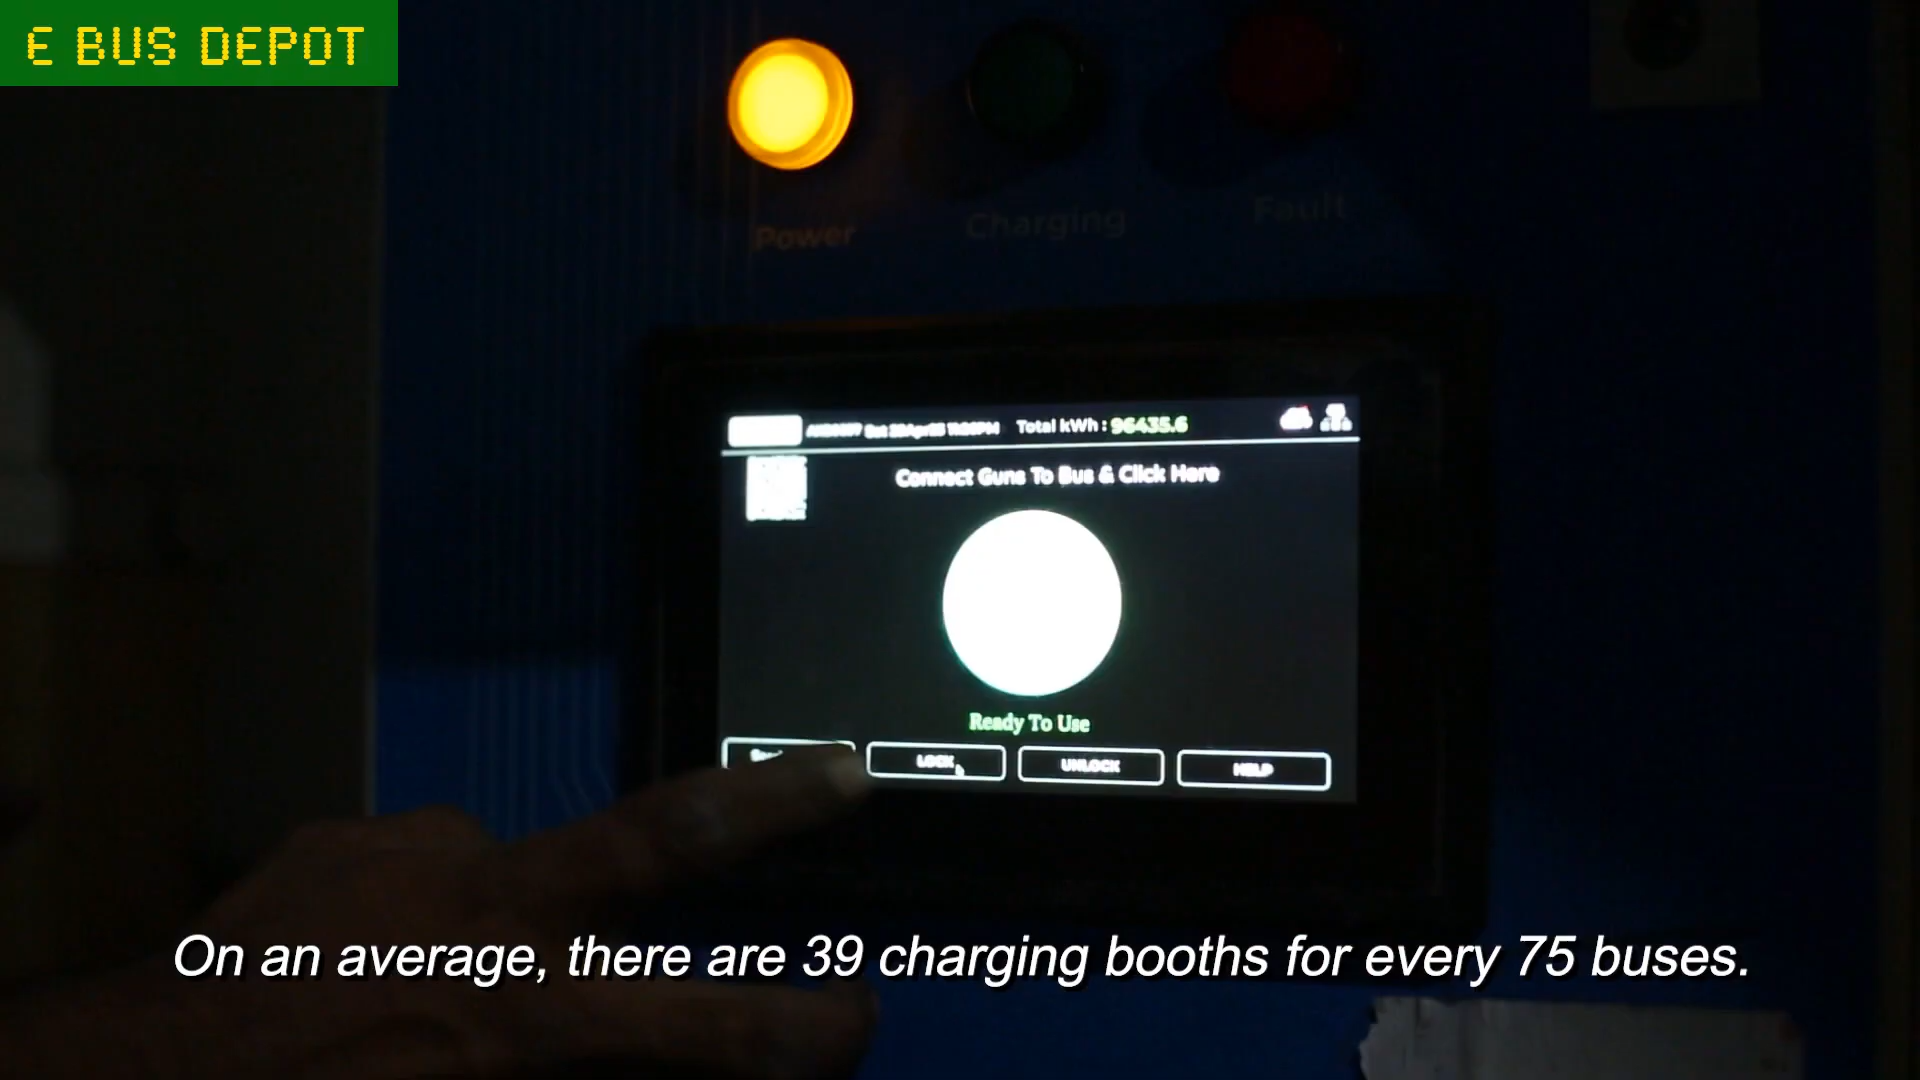 E BUS DEPOT
Power
Charging
Fault
Total kWh : 96435.6
Connect Guns To Bus & Click Here
Ready To Use
LOCK
UNLOCK
HELP
On an average, there are 39 charging booths for every 75 buses.